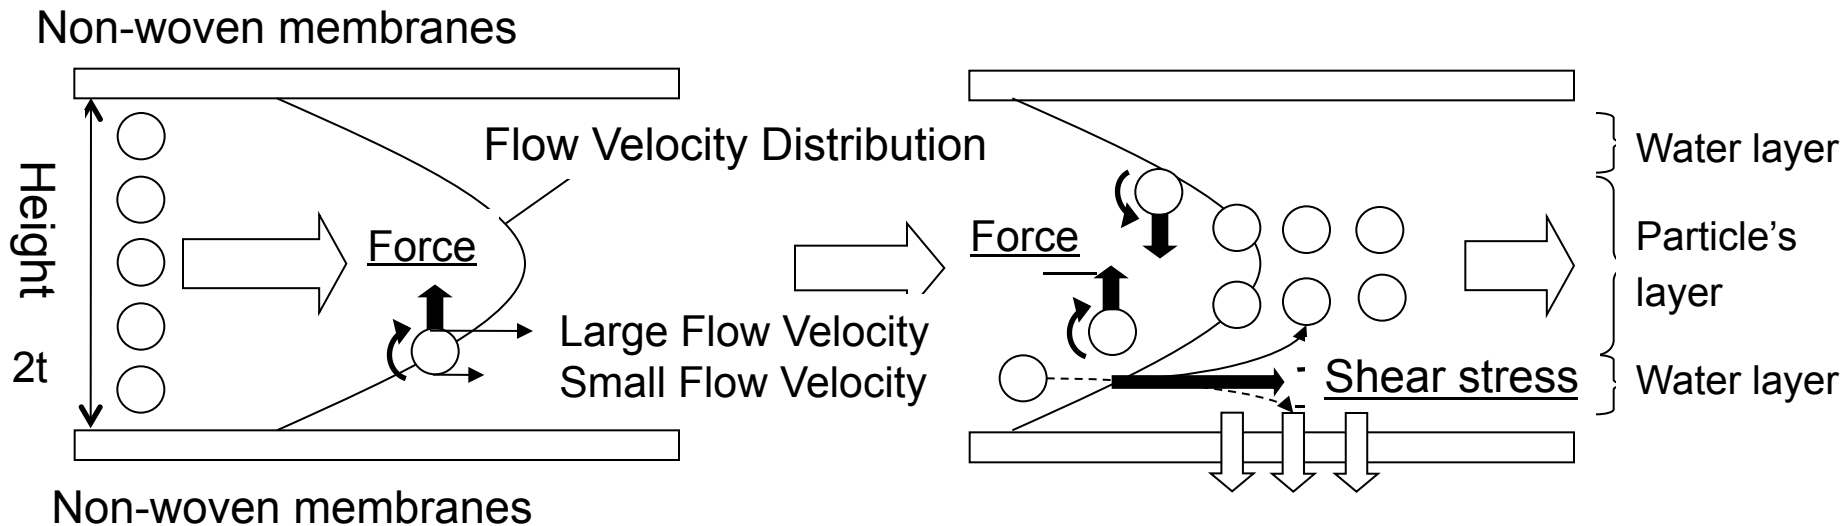 Non-woven membranes
Flow Velocity Distribution
Height
2t
Force
Large Flow Velocity
Small Flow Velocity
Non-woven membranes
Force
Shear stress
Water layer
Particle’s
layer
Water layer